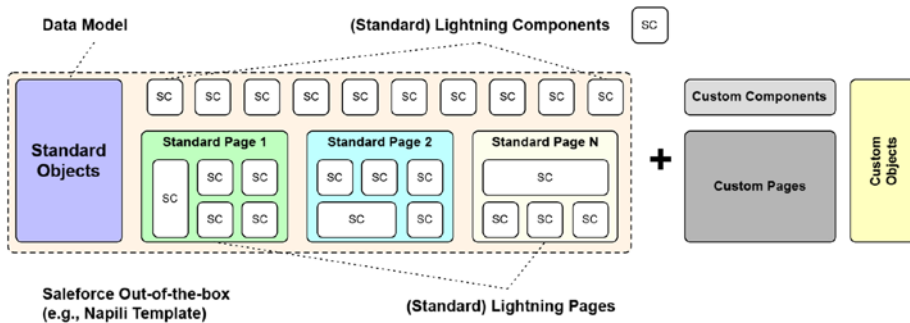 Data Model
(Standard) Lightning Components
SC
SC SC SC SC SC SC SC SC SC SC
Standard Objects
Standard Page 1
SC SC
SC
SC SC
Standard Page 2
SC SC SC
SC SC
Standard Page N
SC
SC SC SC
+
Custom Components
Custom Pages
Custom Objects
Saleforce Out-of-the-box
(e.g., Napili Template)
(Standard) Lightning Pages